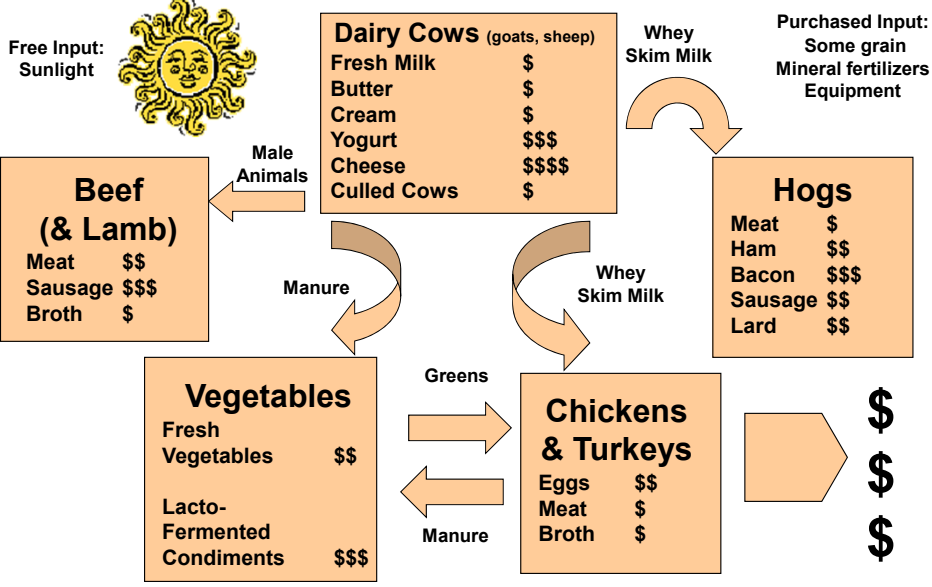 Free Input:
Sunlight
Dairy Cows (goats, sheep)
Fresh Milk $
Butter $
Cream $
Yogurt $$$
Cheese $$$$
Culled Cows $
Whey
Skim Milk
Purchased Input:
Some grain
Mineral fertilizers
Equipment
Male
Animals
Beef
(& Lamb)
Meat $$
Sausage $$$
Broth $
Hogs
Meat $
Ham $$
Bacon $$$
Sausage $$
Lard $$
Manure
Whey
Skim Milk
Vegetables
Fresh
Vegetables $$
Lacto-
Fermented
Condiments $$$
Greens
Manure
Chickens
& Turkeys
Eggs $$
Meat $
Broth $
$
$
$